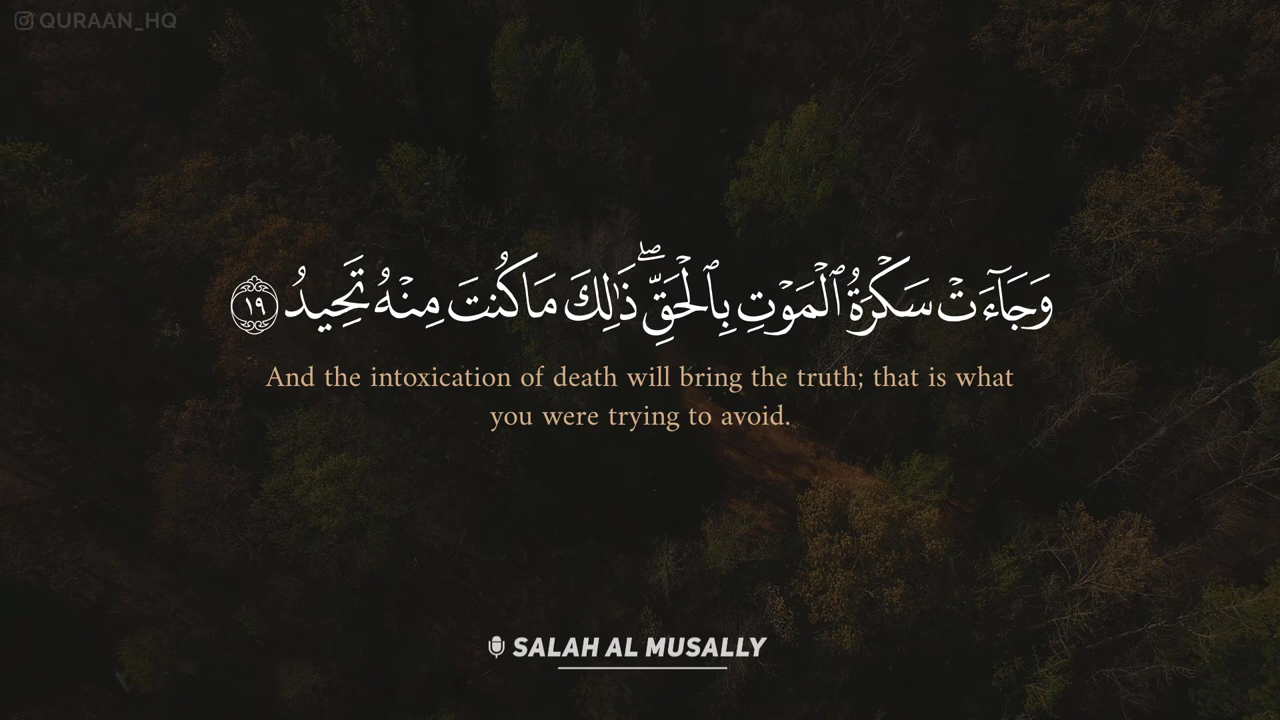 QURAAN_HQ
وَجَآءَتْ سَكْرَةُ ٱلْمَوْتِ بِٱلْحَقِّ ۖ ذَٰلِكَ مَا كُنتَ مِنْهُ تَحِيدُ ١٩
And the intoxication of death will bring the truth; that is what
you were trying to avoid.
SALAH AL MUSALLY